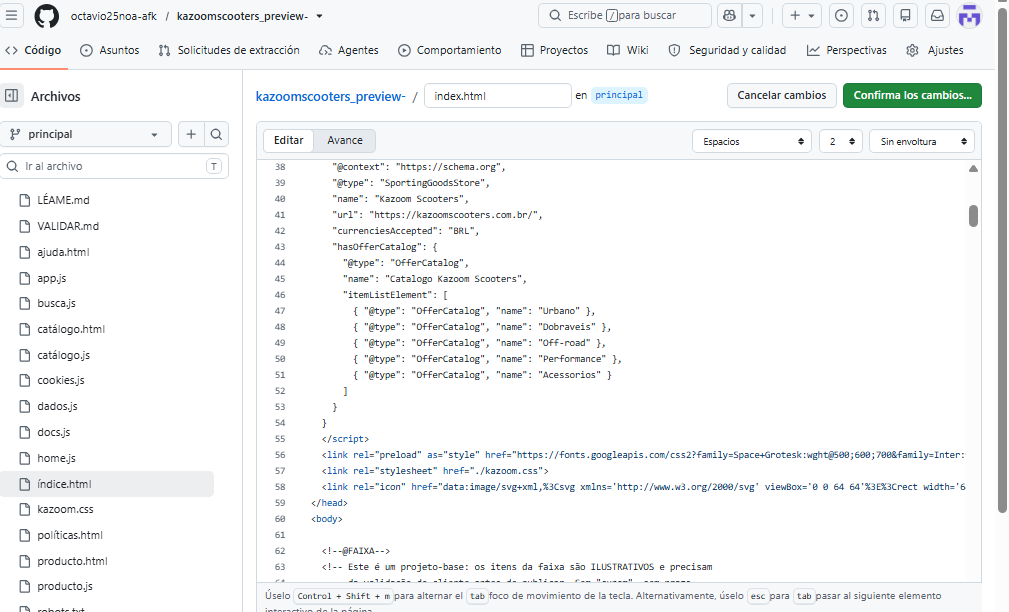 octavio25noa-afk / kazoomscooters_preview-
Escribe / para buscar
Código
Asuntos
Solicitudes de extracción
Agentes
Comportamiento
Proyectos
Wiki
Seguridad y calidad
Perspectivas
Ajustes
Archivos
principal
Ir al archivo
T
LÉAME.md
VALIDAR.md
ajuda.html
app.js
busca.js
catálogo.html
catálogo.js
cookies.js
dados.js
docs.js
home.js
índice.html
kazoom.css
políticas.html
producto.html
producto.js
robots.txt
kazoomscooters_preview- / index.html en principal
Cancelar cambios
Confirma los cambios...
Editar
Avance
Espacios
2
Sin envoltura
38 "@context": "https://schema.org",
39 "@type": "SportingGoodsStore",
40 "name": "Kazoom Scooters",
41 "url": "https://kazoomscooters.com.br/",
42 "currenciesAccepted": "BRL",
43 "hasOfferCatalog": {
44 "@type": "OfferCatalog",
45 "name": "Catalogo Kazoom Scooters",
46 "itemListElement": [
47 { "@type": "OfferCatalog", "name": "Urbano" },
48 { "@type": "OfferCatalog", "name": "Dobraveis" },
49 { "@type": "OfferCatalog", "name": "Off-road" },
50 { "@type": "OfferCatalog", "name": "Performance" },
51 { "@type": "OfferCatalog", "name": "Acessorios" }
52 ]
53 }
54 }
55 </script>
56 <link rel="preload" as="style" href="https://fonts.googleapis.com/css2?family=Space+Grotesk:wght@500;600;700&family=Inter:
57 <link rel="stylesheet" href="./kazoom.css">
58 <link rel="icon" href="data:image/svg+xml,%3Csvg xmlns='http://www.w3.org/2000/svg' viewBox='0 0 64 64'%3E%3Crect width='6
59 </head>
60 <body>
61
62 <!--@FAIXA-->
63 <!-- Este é um projeto-base: os itens da faixa são ILUSTRATIVOS e precisam
Úselo Control + Shift + m para alternar el tab foco de movimiento de la tecla. Alternativamente, úselo esc para tab pasar al siguiente elemento
interactivo de la página.